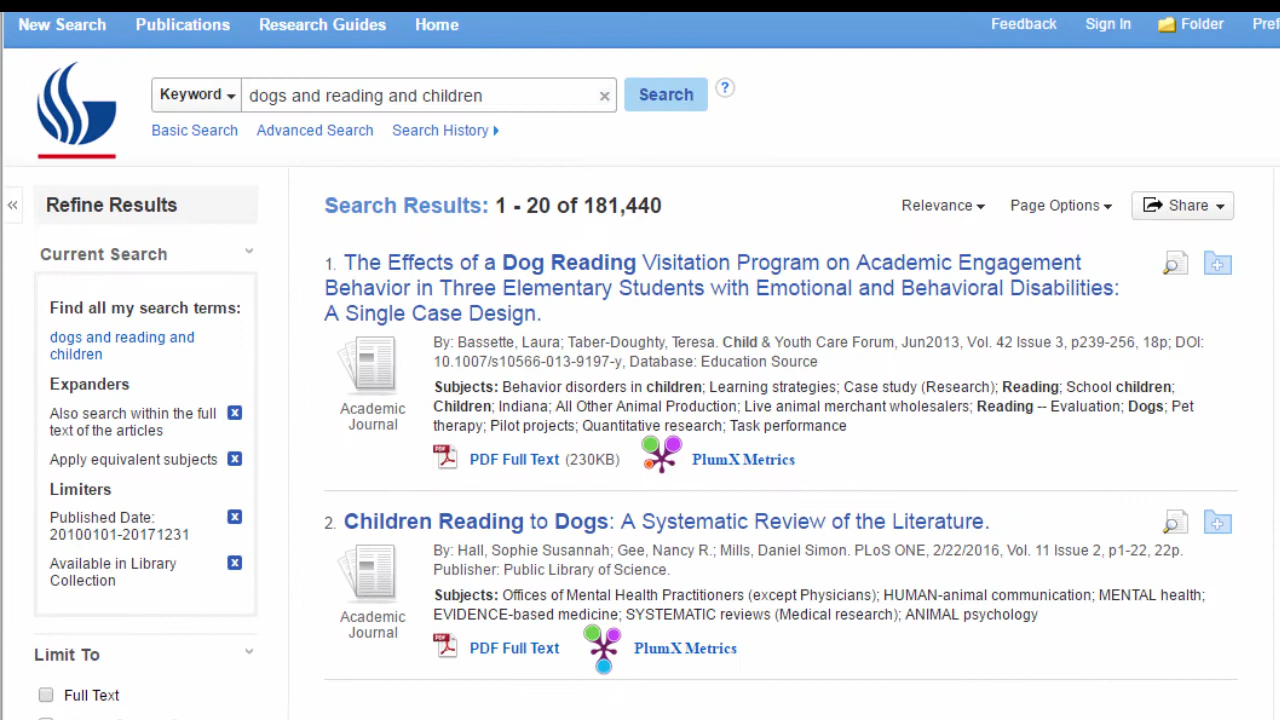 New Search Publications Research Guides Home Feedback Sign In Folder Pref
Keyword dogs and reading and children × Search ?
Basic Search Advanced Search Search History
« Refine Results
Current Search
Find all my search terms:
dogs and reading and
children
Expanders
Also search within the full
text of the articles
Apply equivalent subjects
Limiters
Published Date:
20100101-20171231
Available in Library
Collection
Limit To
Full Text
Search Results: 1 - 20 of 181,440 Relevance Page Options Share
1. The Effects of a Dog Reading Visitation Program on Academic Engagement
Behavior in Three Elementary Students with Emotional and Behavioral Disabilities:
A Single Case Design.
Academic
Journal
By: Bassette, Laura; Taber-Doughty, Teresa. Child & Youth Care Forum, Jun2013, Vol. 42 Issue 3, p239-256, 18p; DOI:
10.1007/s10566-013-9197-y, Database: Education Source
Subjects: Behavior disorders in children; Learning strategies; Case study (Research); Reading; School children;
Children; Indiana; All Other Animal Production; Live animal merchant wholesalers; Reading -- Evaluation; Dogs; Pet
therapy; Pilot projects; Quantitative research; Task performance
PDF Full Text (230KB) PlumX Metrics
2. Children Reading to Dogs: A Systematic Review of the Literature.
Academic
Journal
By: Hall, Sophie Susannah; Gee, Nancy R.; Mills, Daniel Simon. PLoS ONE, 2/22/2016, Vol. 11 Issue 2, p1-22, 22p.
Publisher: Public Library of Science.
Subjects: Offices of Mental Health Practitioners (except Physicians); HUMAN-animal communication; MENTAL health;
EVIDENCE-based medicine; SYSTEMATIC reviews (Medical research); ANIMAL psychology
PDF Full Text PlumX Metrics